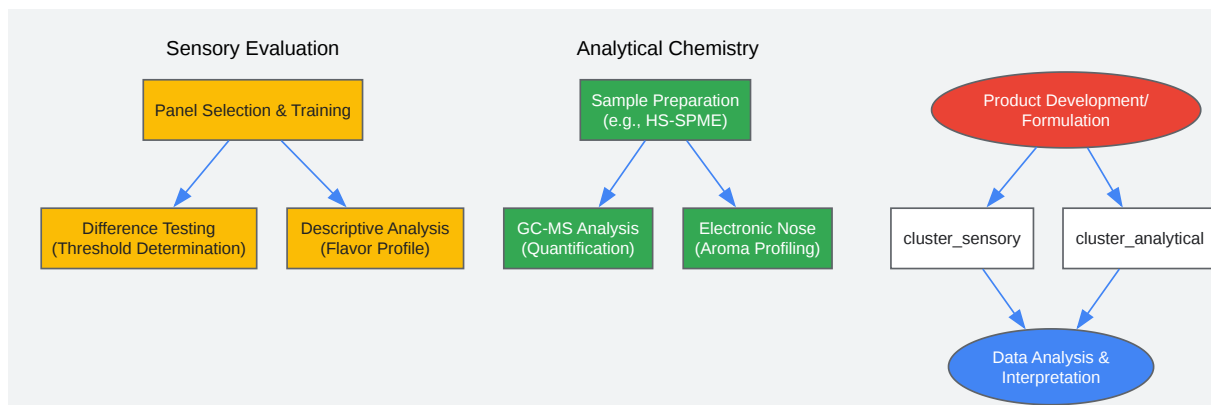 Sensory Evaluation
Panel Selection & Training
Difference Testing
(Threshold Determination)
Descriptive Analysis
(Flavor Profile)
Analytical Chemistry
Sample Preparation
(e.g., HS-SPME)
GC-MS Analysis
(Quantification)
Electronic Nose
(Aroma Profiling)
Product Development/
Formulation
cluster_sensory
cluster_analytical
Data Analysis &
Interpretation